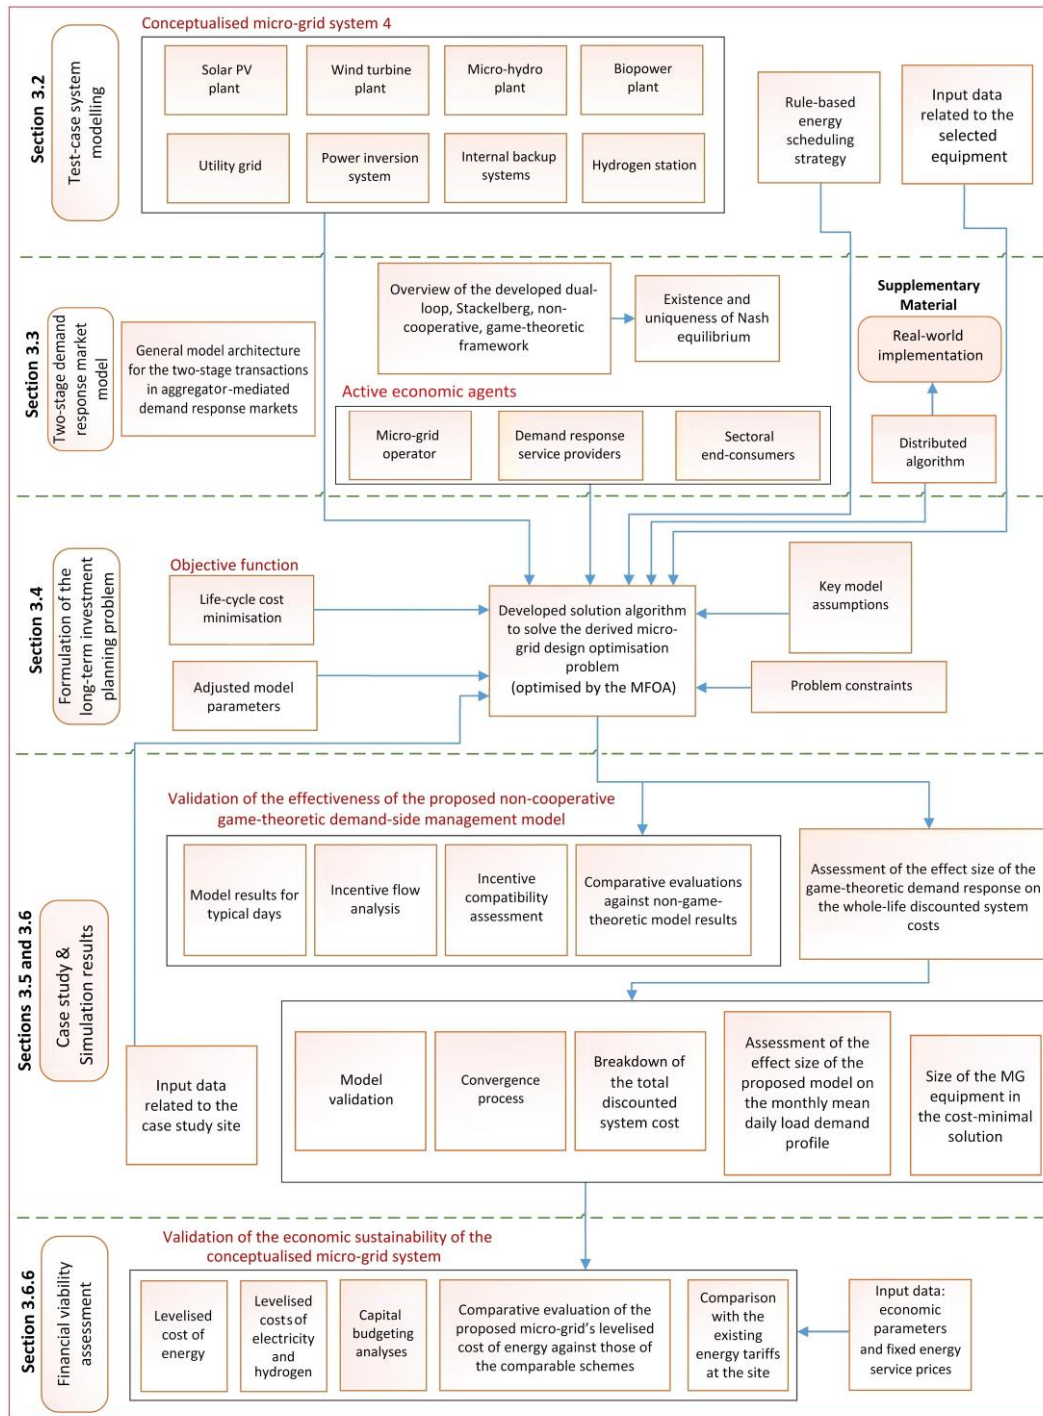 Section 3.2
Test-case system
modelling
Conceptualised micro-grid system 4
Solar PV
plant
Wind turbine
plant
Micro-hydro
plant
Biopower
plant
Utility grid
Power inversion
system
Internal backup
systems
Hydrogen station
Rule-based
energy
scheduling
strategy
Input data
related to the
selected
equipment
Section 3.3
Two-stage demand
response market
model
General model architecture
for the two-stage transactions
in aggregator-mediated
demand response markets
Overview of the developed dual-
loop, Stackelberg, non-
cooperative, game-theoretic
framework
Existence and
uniqueness of Nash
equilibrium
Supplementary
Material
Real-world
implementation
Distributed
algorithm
Active economic agents
Micro-grid
operator
Demand response
service providers
Sectoral
end-consumers
Section 3.4
Formulation of the
long-term investment
planning problem
Objective function
Life-cycle cost
minimisation
Adjusted model
parameters
Developed solution algorithm
to solve the derived micro-
grid design optimisation
problem
(optimised by the MFOA)
Key model
assumptions
Problem constraints
Sections 3.5 and 3.6
Case study &
Simulation results
Validation of the effectiveness of the proposed non-cooperative
game-theoretic demand-side management model
Model results for
typical days
Incentive flow
analysis
Incentive
compatibility
assessment
Comparative evaluations
against non-game-
theoretic model results
Assessment of the effect size of the
game-theoretic demand response on
the whole-life discounted system
costs
Input data
related to the
case study site
Model
validation
Convergence
process
Breakdown of
the total
discounted
system cost
Assessment of the
effect size of the
proposed model on
the monthly mean
daily load demand
profile
Size of the MG
equipment in
the cost-minimal
solution
Section 3.6.6
Financial viability
assessment
Validation of the economic sustainability of the
conceptualised micro-grid system
Levelised
cost of
energy
Levelised
costs of
electricity
and
hydrogen
Capital
budgeting
analyses
Comparative evaluation of the
proposed micro-grid's levelised
cost of energy against those of
the comparable schemes
Comparison
with the
existing
energy tariffs
at the site
Input data:
economic
parameters
and fixed energy
service prices